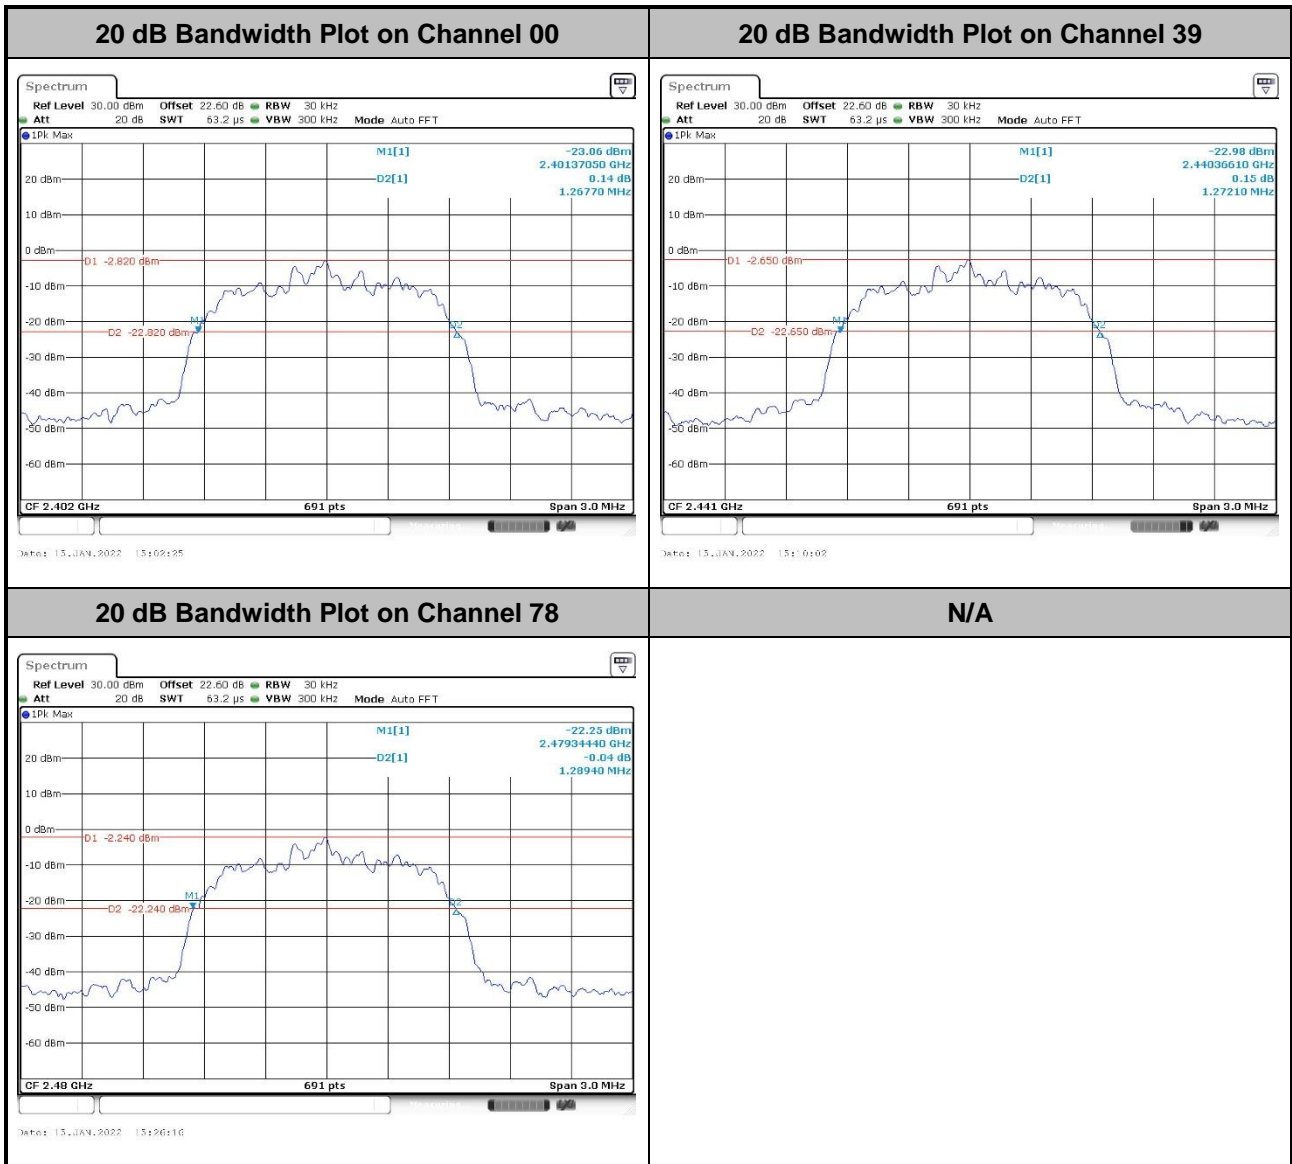 20 dB Bandwidth Plot on Channel 00
20 dB Bandwidth Plot on Channel 39
Spectrum
Ref Level 30.00 dBm Offset 22.60 dB RBW 30 kHz
Att 20 dB SWT 63.2 µs VBW 300 kHz Mode Auto FFT
1Pk Max
M1[1] -23.06 dBm
2.40137050 GHz
D2[1] 0.14 dB
1.26770 MHz
20 dBm
10 dBm
0 dBm
D1 -2.820 dBm
-10 dBm
-20 dBm
M1
D2
D2 -22.820 dBm
-30 dBm
-40 dBm
-50 dBm
-60 dBm
CF 2.402 GHz 691 pts Span 3.0 MHz
Date: 13.JAN.2022 13:02:25
Spectrum
Ref Level 30.00 dBm Offset 22.60 dB RBW 30 kHz
Att 20 dB SWT 63.2 µs VBW 300 kHz Mode Auto FFT
1Pk Max
M1[1] -22.98 dBm
2.44036610 GHz
D2[1] 0.15 dB
1.27210 MHz
20 dBm
10 dBm
0 dBm
D1 -2.650 dBm
-10 dBm
-20 dBm
M1
D2
D2 -22.650 dBm
-30 dBm
-40 dBm
-50 dBm
-60 dBm
CF 2.441 GHz 691 pts Span 3.0 MHz
Date: 13.JAN.2022 13:10:02
20 dB Bandwidth Plot on Channel 78
N/A
Spectrum
Ref Level 30.00 dBm Offset 22.60 dB RBW 30 kHz
Att 20 dB SWT 63.2 µs VBW 300 kHz Mode Auto FFT
1Pk Max
M1[1] -22.25 dBm
2.47934440 GHz
D2[1] -0.04 dB
1.28940 MHz
20 dBm
10 dBm
0 dBm
D1 -2.240 dBm
-10 dBm
-20 dBm
M1
D2
D2 -22.240 dBm
-30 dBm
-40 dBm
-50 dBm
-60 dBm
CF 2.48 GHz 691 pts Span 3.0 MHz
Date: 13.JAN.2022 13:26:16